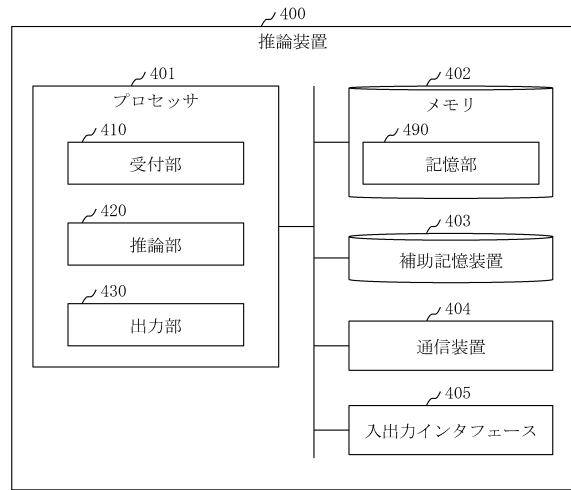 400
推論装置
401
プロセッサ
410
受付部
420
推論部
430
出力部
402
メモリ
490
記憶部
403
補助記憶装置
404
通信装置
405
入出力インタフェース